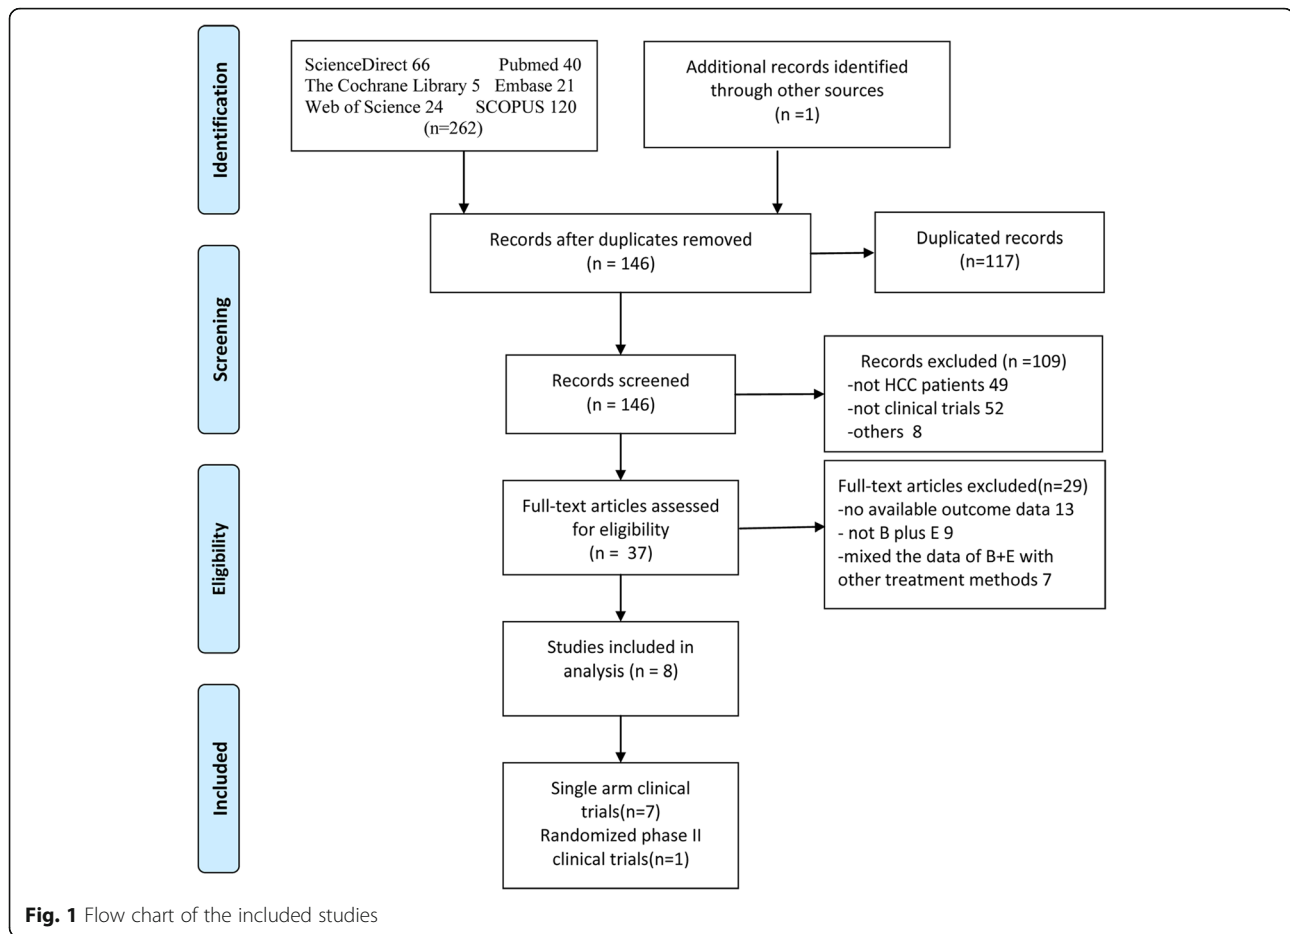 Identification
ScienceDirect 66 Pubmed 40
The Cochrane Library 5 Embase 21
Web of Science 24 SCOPUS 120
(n=262)
Additional records identified
through other sources
(n =1)
Records after duplicates removed
(n = 146)
Duplicated records
(n=117)
Screening
Records screened
(n = 146)
Records excluded (n =109)
-not HCC patients 49
-not clinical trials 52
-others 8
Eligibility
Full-text articles assessed
for eligibility
(n = 37)
Full-text articles excluded(n=29)
-no available outcome data 13
- not B plus E 9
-mixed the data of B+E with
other treatment methods 7
Studies included in
analysis (n = 8)
Included
Single arm clinical
trials(n=7)
Randomized phase II
clinical trials(n=1)
Fig. 1 Flow chart of the included studies